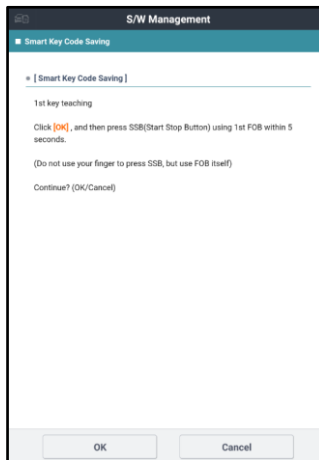 S/W Management
■ Smart Key Code Saving
[ Smart Key Code Saving ]
1st key teaching
Click [OK] , and then press SSB(Start Stop Button) using 1st FOB within 5
seconds.
(Do not use your finger to press SSB, but use FOB itself)
Continue? (OK/Cancel)
OK
Cancel